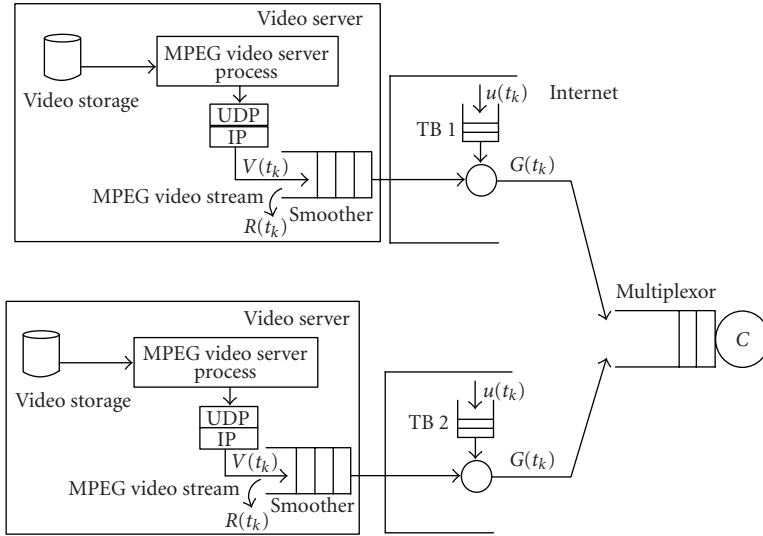 Video server
MPEG video server
process
Video storage
UDP
IP
V(t_k)
MPEG video stream
R(t_k)
Smoother
u(t_k)
Internet
TB 1
G(t_k)
Multiplexor
C
Video server
MPEG video server
process
Video storage
UDP
IP
V(t_k)
MPEG video stream
R(t_k)
Smoother
u(t_k)
TB 2
G(t_k)